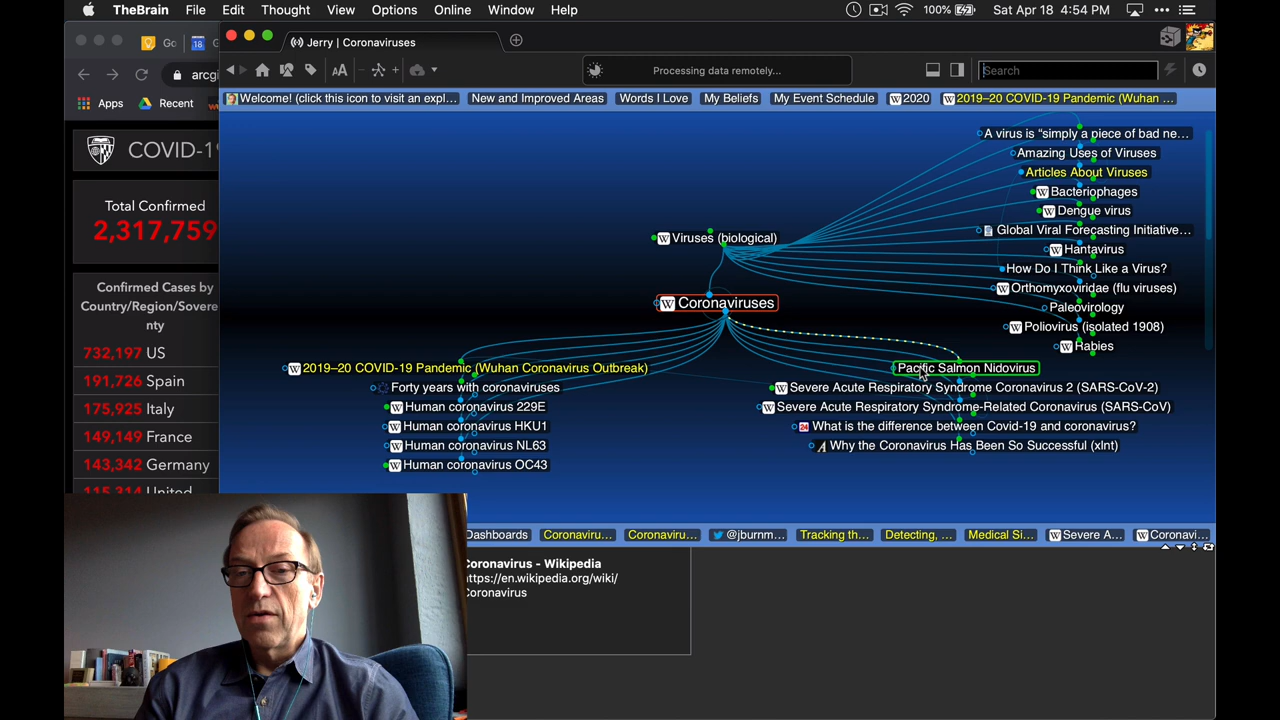 TheBrain File Edit Thought View Options Online Window Help 100% Sat Apr 18 4:54 PM
Jerry | Coronaviruses
Go 18 G
arcgi
Processing data remotely...
Search
Apps Recent
Welcome! (click this icon to visit an expl... New and Improved Areas Words I Love My Beliefs My Event Schedule 2020 2019–20 COVID-19 Pandemic (Wuhan ...
COVID-19
Total Confirmed
2,317,759
Confirmed Cases by
Country/Region/Sovere
nty
732,197 US
191,726 Spain
175,925 Italy
149,149 France
143,342 Germany
115,314 United
A virus is “simply a piece of bad ne...
Amazing Uses of Viruses
Articles About Viruses
Bacteriophages
Dengue virus
Global Viral Forecasting Initiative...
Hantavirus
How Do I Think Like a Virus?
Orthomyxoviridae (flu viruses)
Paleovirology
Poliovirus (isolated 1908)
Rabies
Viruses (biological)
Coronaviruses
2019–20 COVID-19 Pandemic (Wuhan Coronavirus Outbreak)
Forty years with coronaviruses
Human coronavirus 229E
Human coronavirus HKU1
Human coronavirus NL63
Human coronavirus OC43
Pacific Salmon Nidovirus
Severe Acute Respiratory Syndrome Coronavirus 2 (SARS-CoV-2)
Severe Acute Respiratory Syndrome-Related Coronavirus (SARS-CoV)
What is the difference between Covid-19 and coronavirus?
Why the Coronavirus Has Been So Successful (xlnt)
Dashboards Coronaviru... Coronaviru... @jburnm... Tracking th... Detecting, ... Medical Si... Severe A... Coronavi...
Coronavirus - Wikipedia
https://en.wikipedia.org/wiki/
Coronavirus